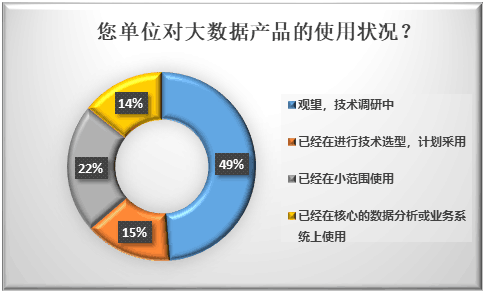 您单位对大数据产品的使用状况？
14%
49%
22%
15%
观望，技术调研中
已经在进行技术选型，计划采用
已经在小范围使用
已经在核心的数据分析或业务系
统上使用